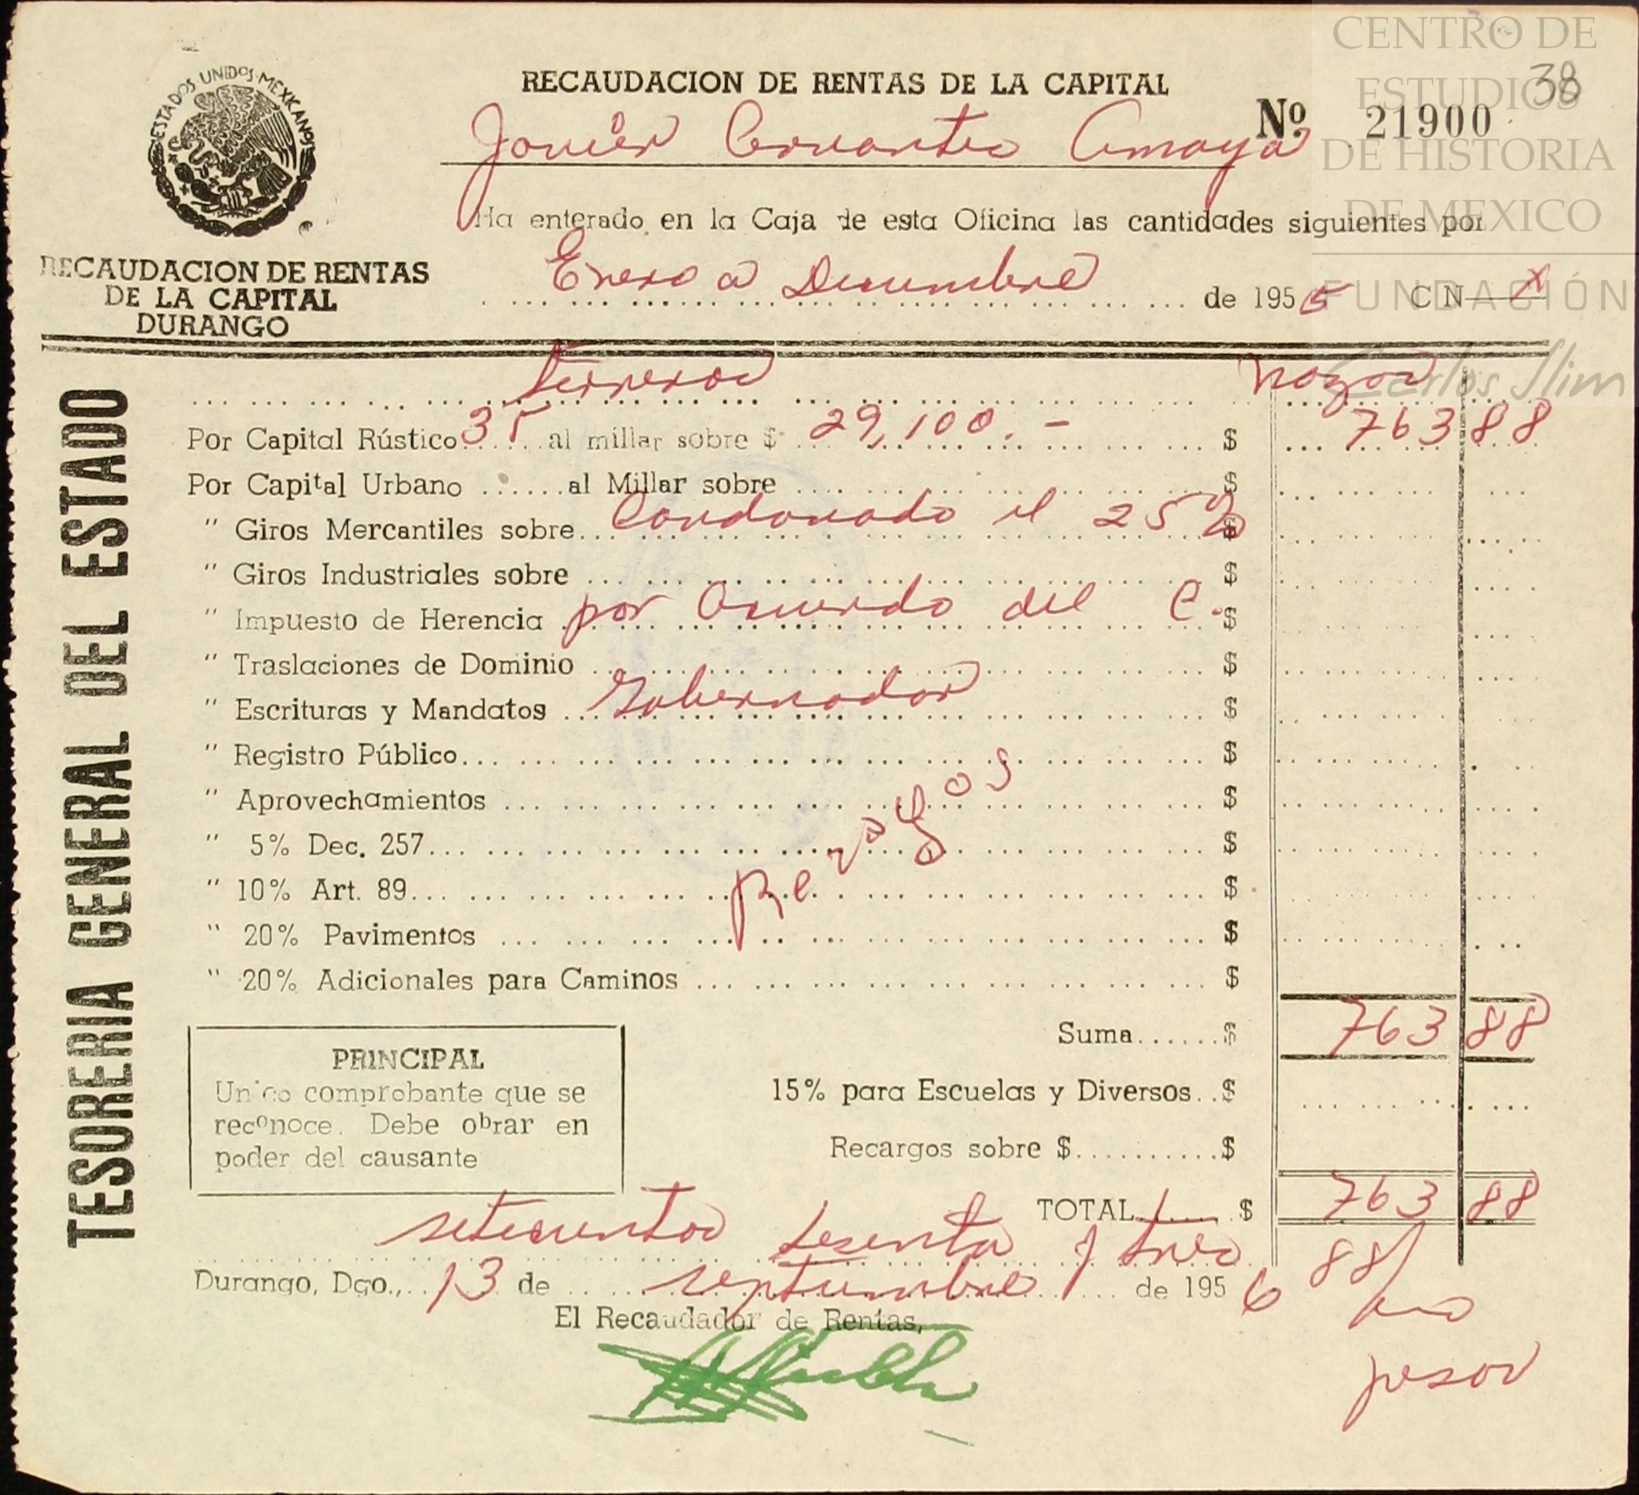 CENTRO DE
ESTUDIOS
DE HISTORIA
DE MEXICO
FUNDACIÓN
Carlos Slim
38
ESTADOS UNIDOS MEXICANOS
RECAUDACION DE RENTAS DE LA CAPITAL
Nº 21900
Javier Cervantes Amaya
Ha enterado en la Caja de esta Oficina las cantidades siguientes por
Enero a Diciembre de 1955 C N x
RECAUDACION DE RENTAS
DE LA CAPITAL
DURANGO
TESORERIA GENERAL DEL ESTADO
Por Capital Rústico 35 al millar sobre $ 29,100.- $ 763 88
Por Capital Urbano ...... al Millar sobre $
" Giros Mercantiles sobre... Condonado el 25% $
" Giros Industriales sobre ... $
" Impuesto de Herencia por Acuerdo del C. $
" Traslaciones de Dominio ... $
" Escrituras y Mandatos ... Gobernador $
" Registro Público... $
" Aprovechamientos ... $
" 5% Dec. 257... $
" 10% Art. 89... $
" 20% Pavimentos ... $
" 20% Adicionales para Caminos ... $
Suma...... $ 763 88
PRINCIPAL
Unico comprobante que se
reconoce. Debe obrar en
poder del causante
15% para Escuelas y Diversos.. $
Recargos sobre $.......... $
TOTAL $ 763 88
setecientos sesenta y tres 88/
Durango, Dgo.,.. 13 de septiembre de 1956
pesos
El Recaudador de Rentas,